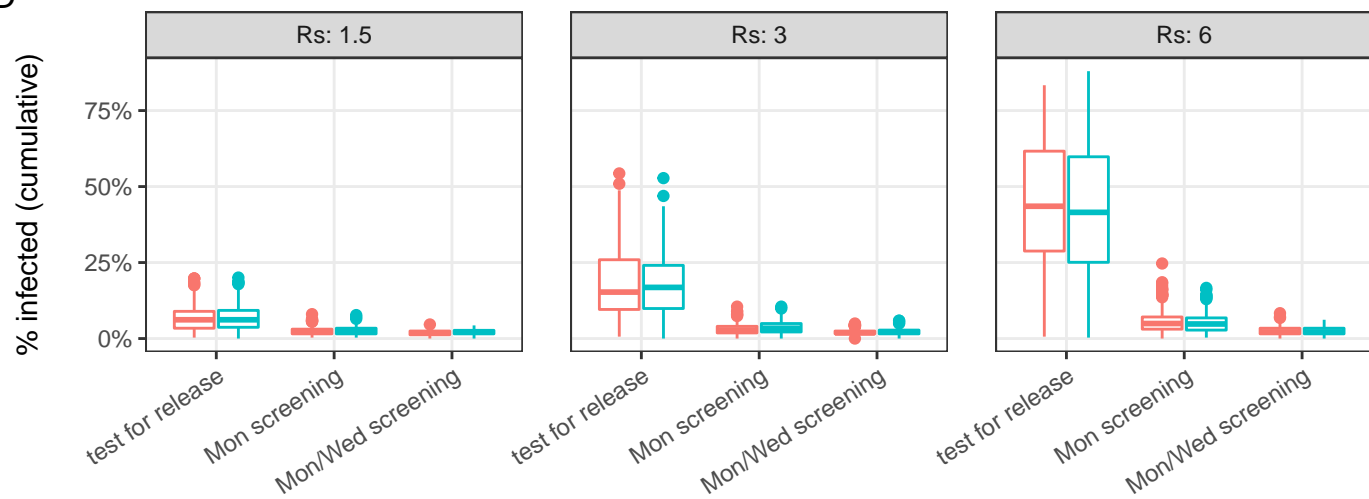 Rs: 1.5
Rs: 3
Rs: 6
% infected (cumulative)
75%
50%
25%
0%
test for release
Mon screening
Mon/Wed screening
test for release
Mon screening
Mon/Wed screening
test for release
Mon screening
Mon/Wed screening